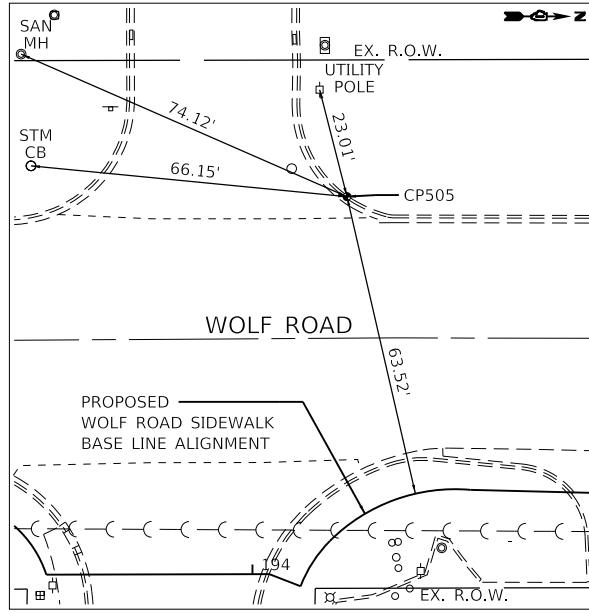 SAN
MH
N
EX. R.O.W.
UTILITY
POLE
74.12'
23.01'
STM
CB
66.15'
CP505
WOLF ROAD
63.52'
PROPOSED
WOLF ROAD SIDEWALK
BASE LINE ALIGNMENT
194
EX. R.O.W.